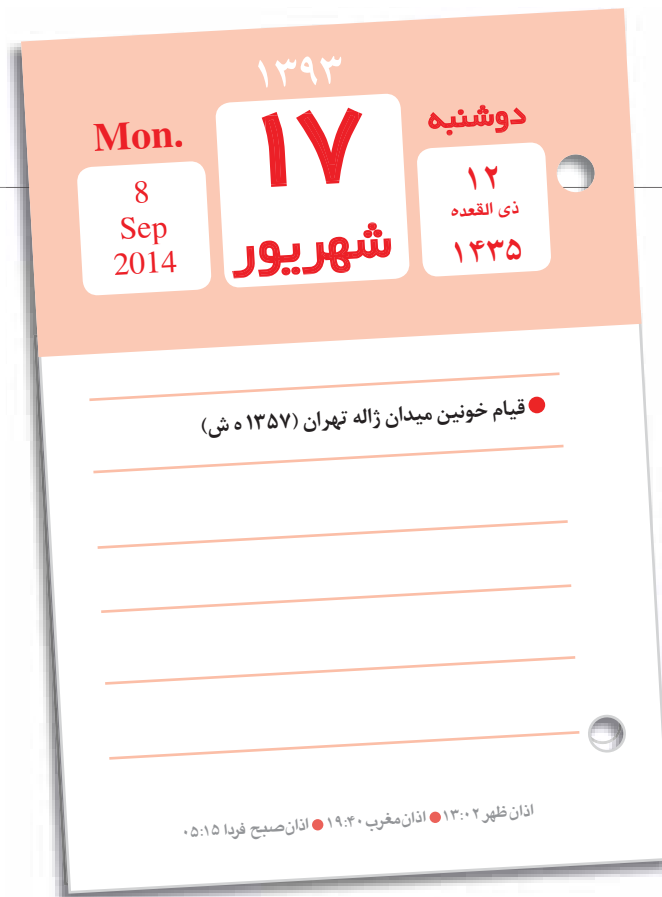 ۱۳۹۳
دوشنبه
۱۲
ذی القعده
۱۴۳۵
۱۷
شهریور
Mon.
8
Sep
2014
قیام خونین میدان ژاله تهران (۱۳۵۷ ه ش)
اذان ظهر ۱۳:۰۲ ● اذان‌مغرب ۱۹:۴۰ ● اذان‌صبح فردا ۰۵:۱۵